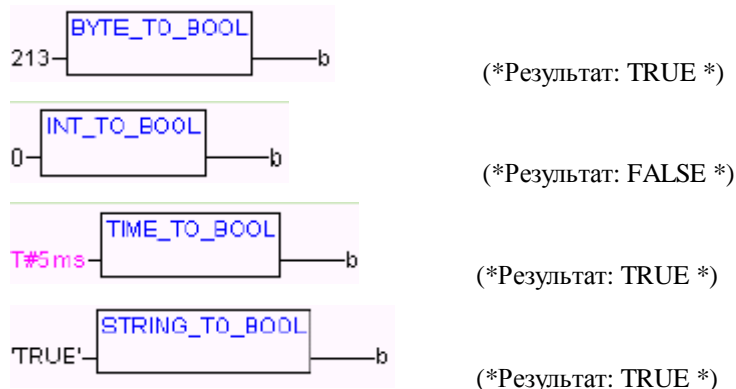 BYTE_TO_BOOL
213 b (*Результат: TRUE *)
INT_TO_BOOL
0 b (*Результат: FALSE *)
TIME_TO_BOOL
T#5ms b (*Результат: TRUE *)
STRING_TO_BOOL
'TRUE' b (*Результат: TRUE *)